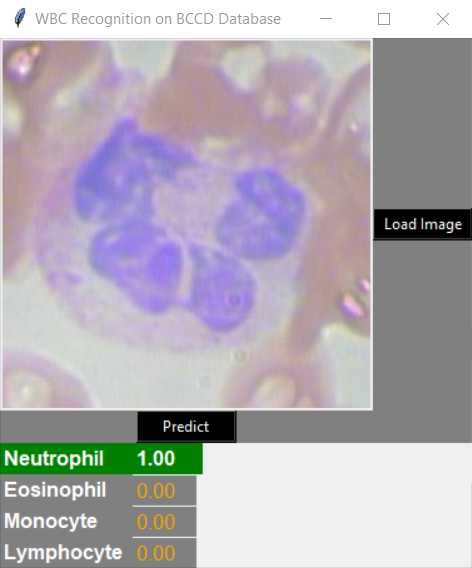 WBC Recognition on BCCD Database
Load Image
Predict
Neutrophil 1.00
Eosinophil 0.00
Monocyte 0.00
Lymphocyte 0.00